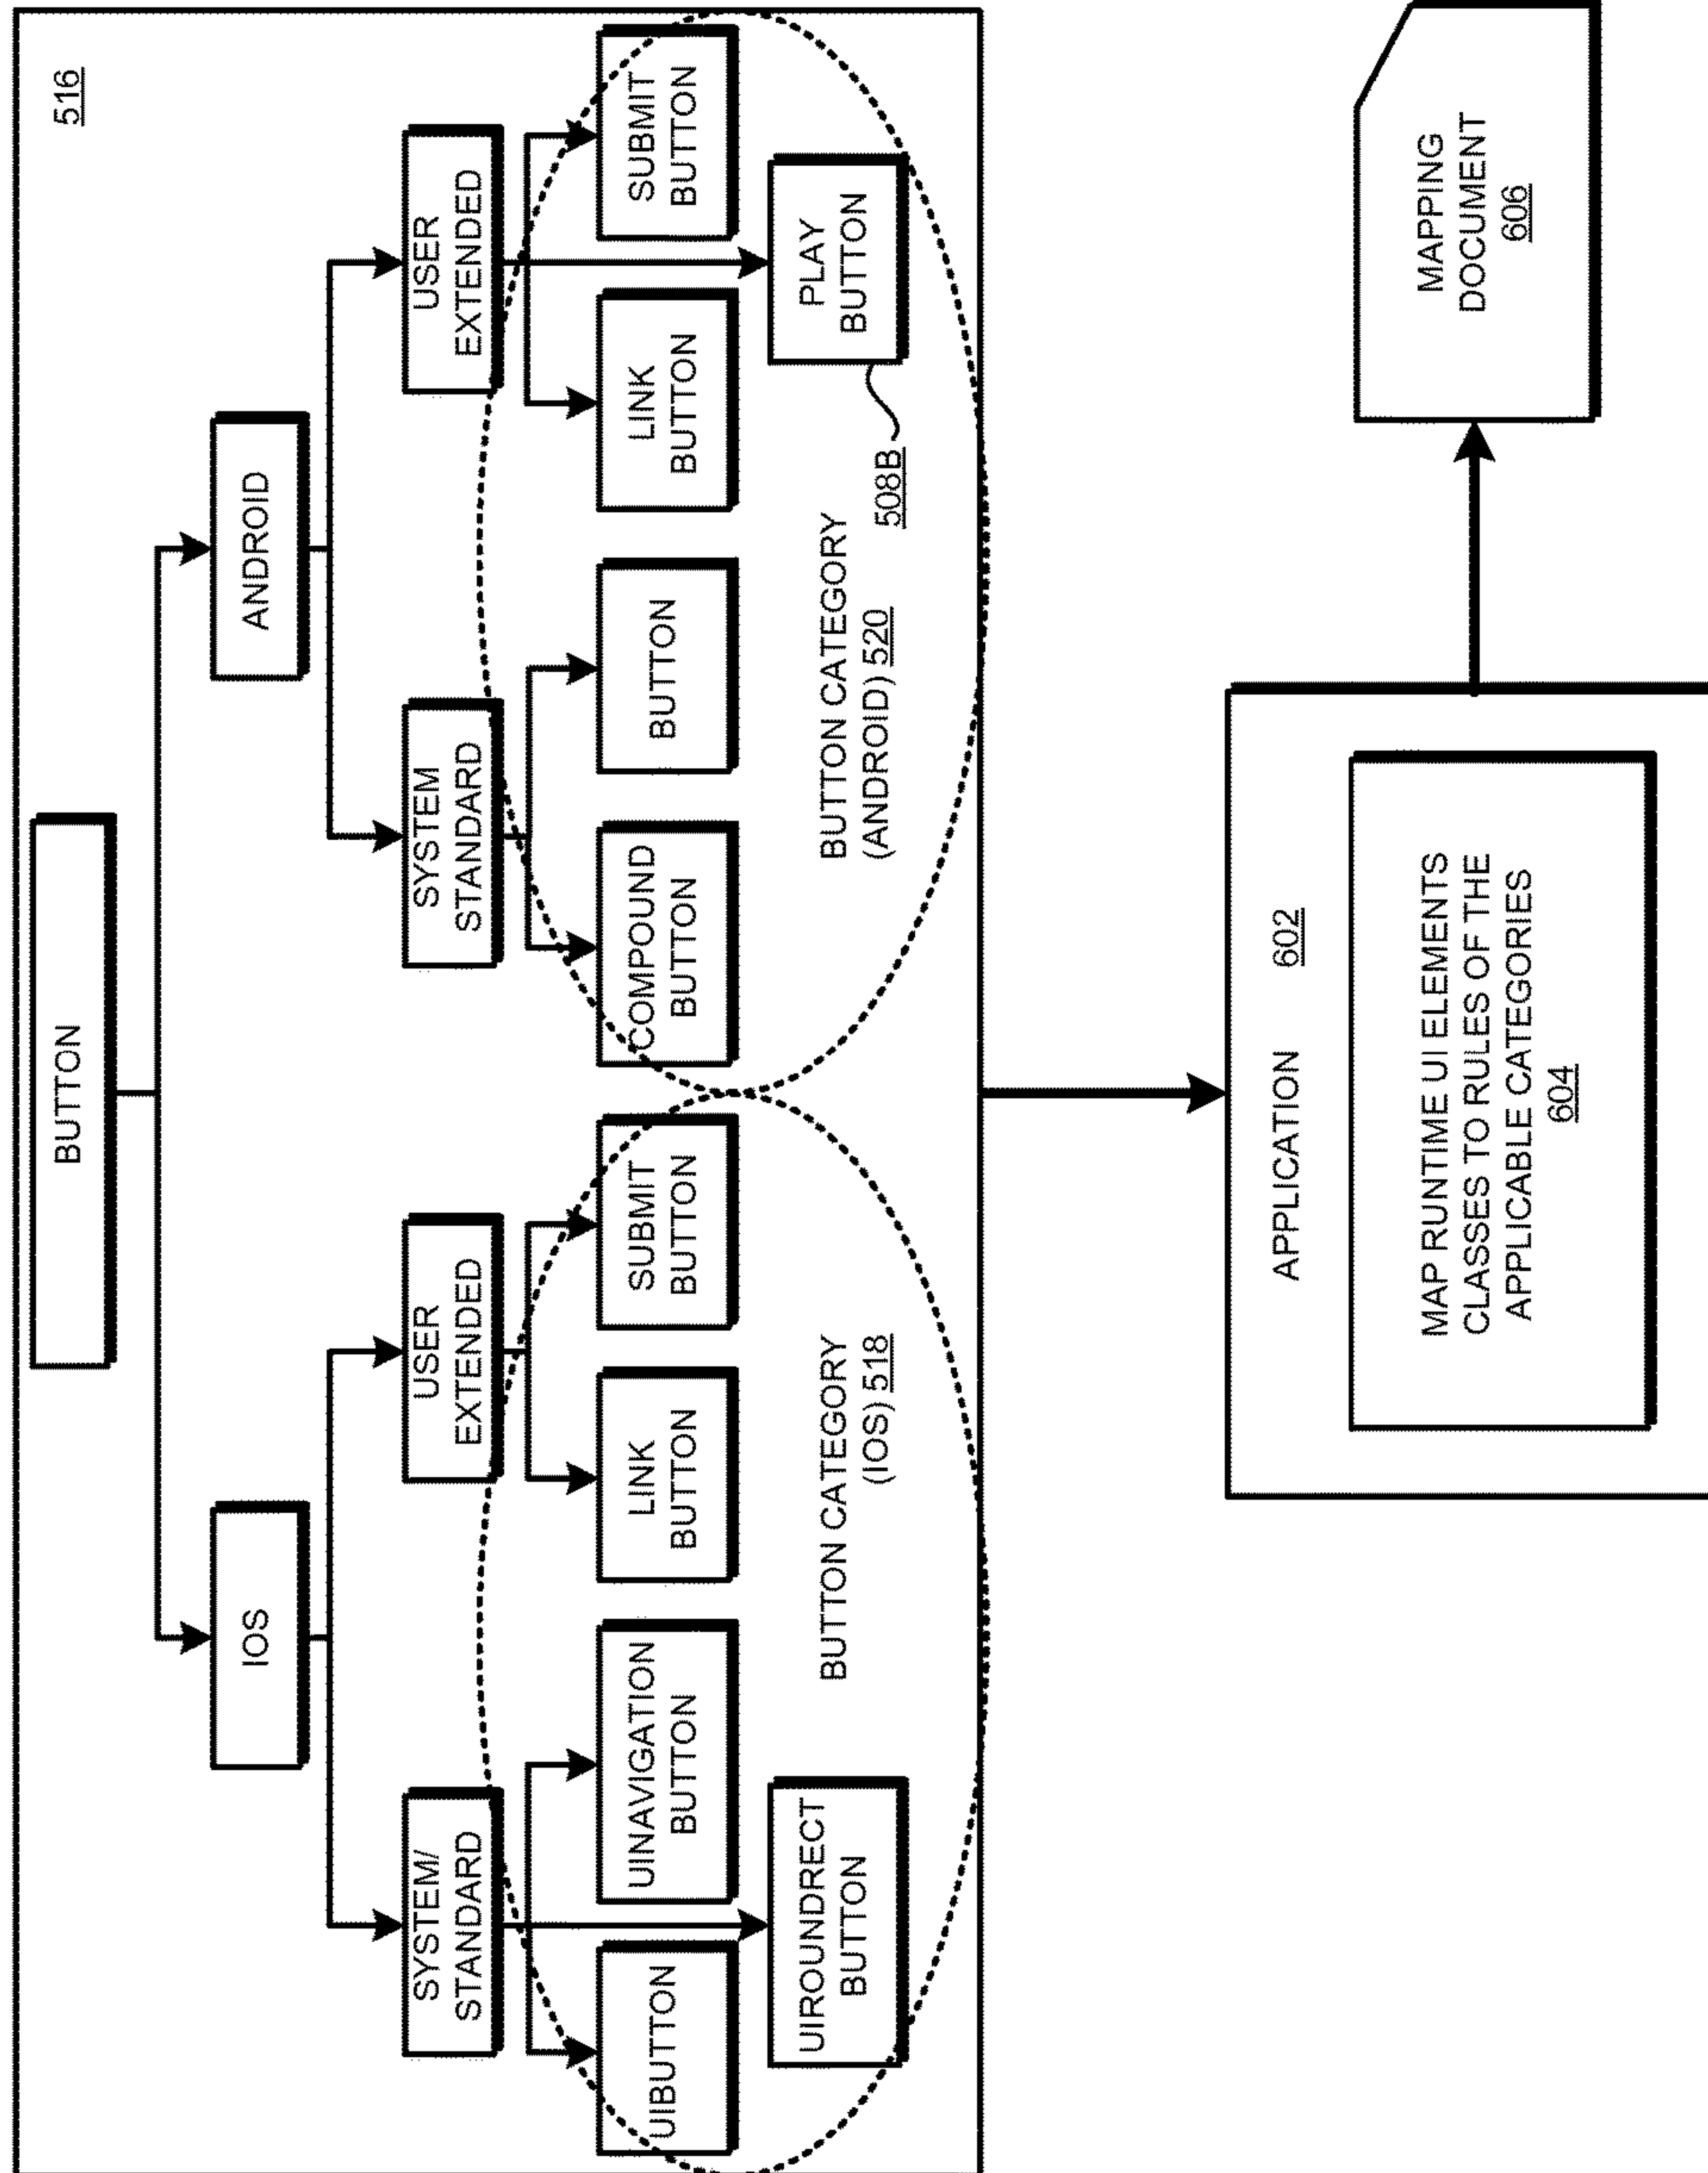 516
BUTTON
IOS
ANDROID
SYSTEM/
STANDARD
USER
EXTENDED
SYSTEM
STANDARD
USER
EXTENDED
UIBUTTON
UINAVIGATION
BUTTON
LINK
BUTTON
SUBMIT
BUTTON
COMPOUND
BUTTON
BUTTON
LINK
BUTTON
SUBMIT
BUTTON
UIROUNDRECT
BUTTON
BUTTON CATEGORY
(IOS) 518
BUTTON CATEGORY
(ANDROID) 520
PLAY
BUTTON
508B
APPLICATION
602
MAP RUNTIME UI ELEMENTS
CLASSES TO RULES OF THE
APPLICABLE CATEGORIES
604
MAPPING
DOCUMENT
606